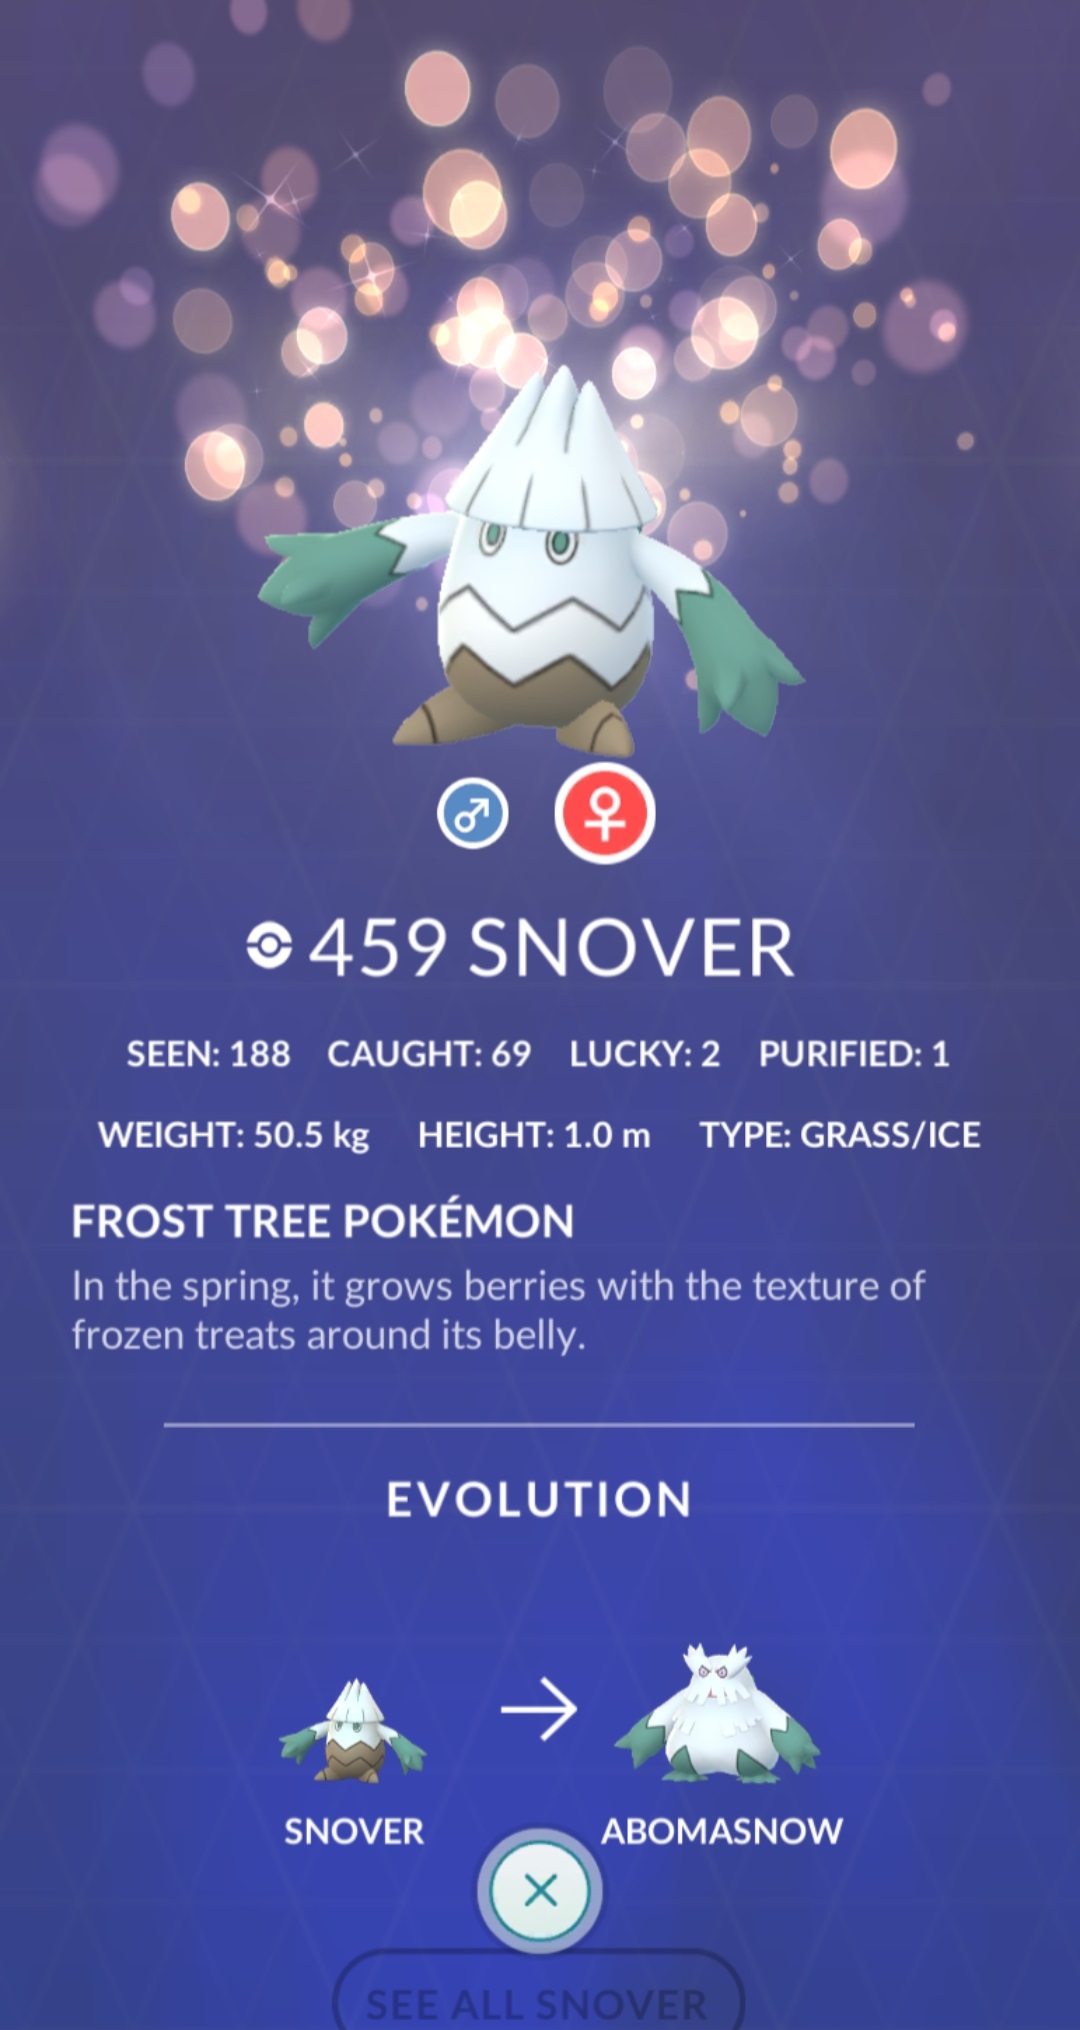 459 SNOVER
SEEN: 188 CAUGHT: 69 LUCKY: 2 PURIFIED: 1
WEIGHT: 50.5 kg HEIGHT: 1.0 m TYPE: GRASS/ICE
FROST TREE POKÉMON
In the spring, it grows berries with the texture of
frozen treats around its belly.
EVOLUTION
SNOVER ABOMASNOW
SEE ALL SNOVER